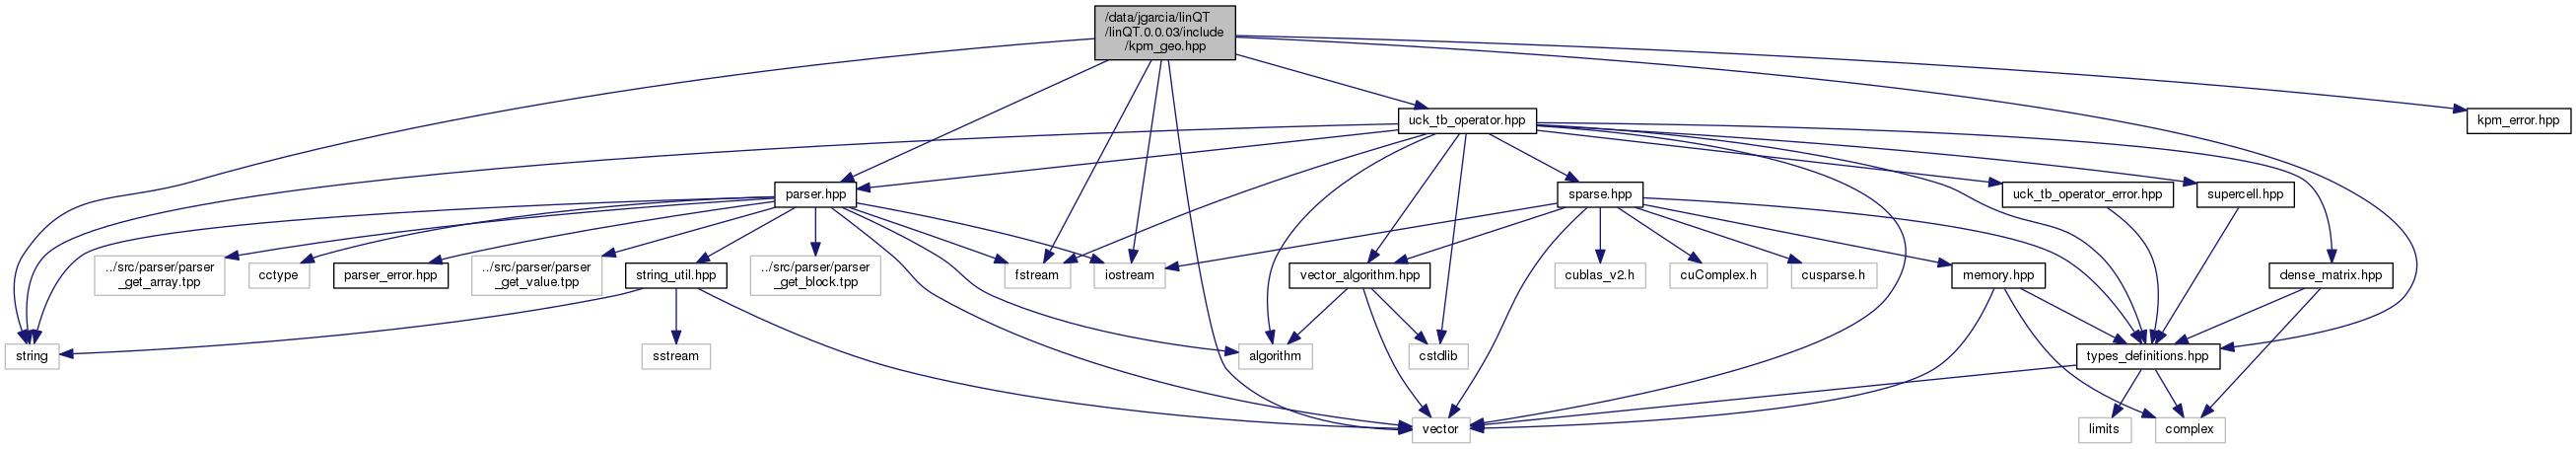 /data/jgarcia/linQT
/linQT.0.0.03/include
/kpm_geo.hpp
uck_tb_operator.hpp
kpm_error.hpp
parser.hpp
sparse.hpp
uck_tb_operator_error.hpp
supercell.hpp
../src/parser/parser
_get_array.tpp
cctype
parser_error.hpp
../src/parser/parser
_get_value.tpp
string_util.hpp
../src/parser/parser
_get_block.tpp
fstream
iostream
vector_algorithm.hpp
cublas_v2.h
cuComplex.h
cusparse.h
memory.hpp
dense_matrix.hpp
string
sstream
algorithm
cstdlib
types_definitions.hpp
vector
limits
complex